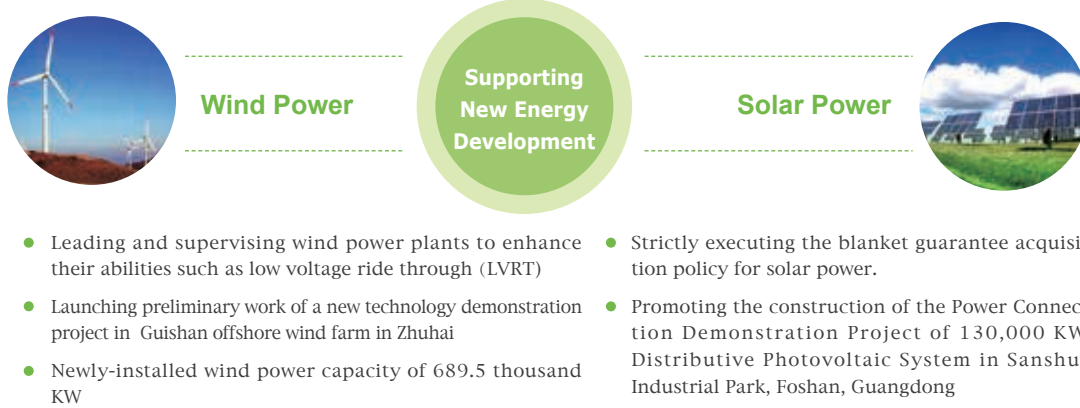 Wind Power
Supporting
New Energy
Development
Solar Power
Leading and supervising wind power plants to enhance
their abilities such as low voltage ride through (LVRT)
Launching preliminary work of a new technology demonstration
project in Guishan offshore wind farm in Zhuhai
Newly-installed wind power capacity of 689.5 thousand
KW
Strictly executing the blanket guarantee acquisi
tion policy for solar power.
Promoting the construction of the Power Connec
tion Demonstration Project of 130,000 KW
Distributive Photovoltaic System in Sanshu
Industrial Park, Foshan, Guangdong